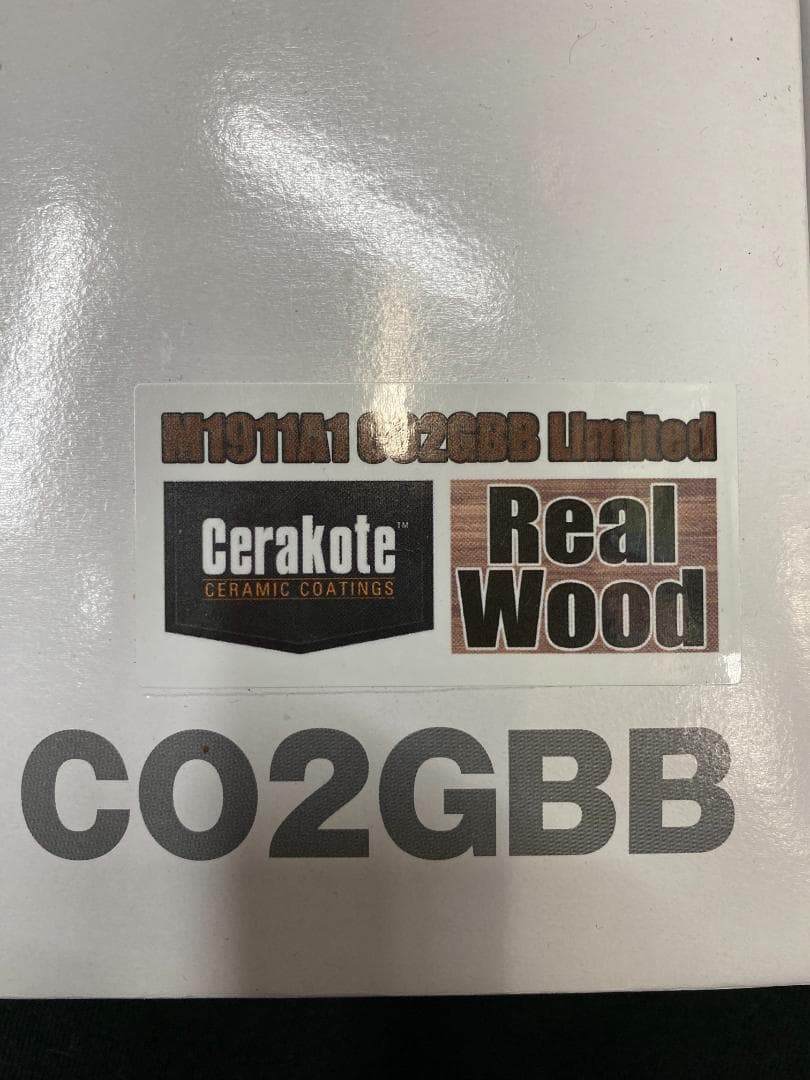 M1911A1 CO2GBB Limited
Cerakote™
CERAMIC COATINGS
Real
Wood
CO2GBB